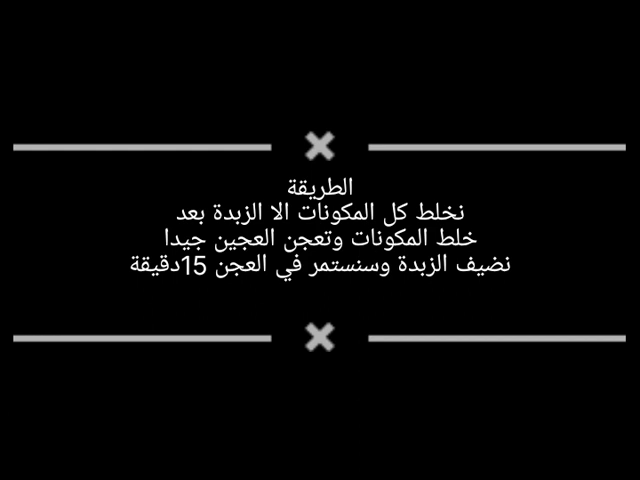 الطريقة
نخلط كل المكونات الا الزبدة بعد
خلط المكونات وتعجن العجين جيدا
نضيف الزبدة وسنستمر في العجن 15دقيقة